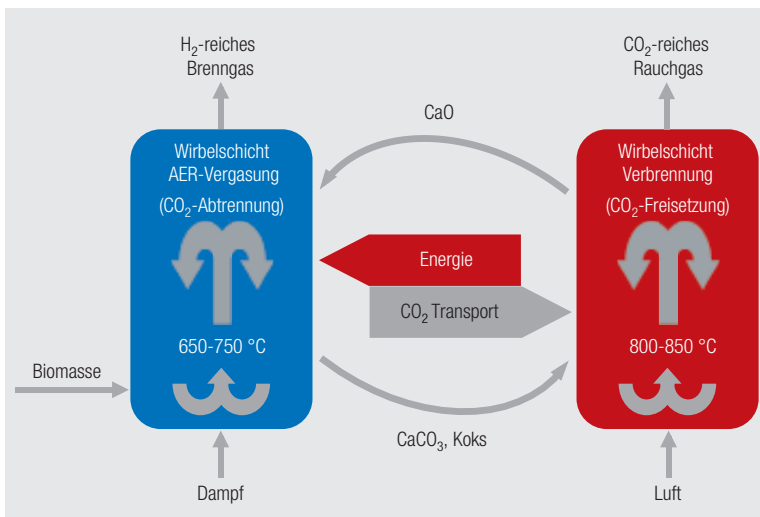 H₂-reiches
Brenngas
CO₂-reiches
Rauchgas
CaO
Wirbelschicht
AER-Vergasung
(CO₂-Abtrennung)
Wirbelschicht
Verbrennung
(CO₂-Freisetzung)
Energie
CO₂ Transport
650-750 °C
800-850 °C
Biomasse
CaCO₃, Koks
Dampf
Luft